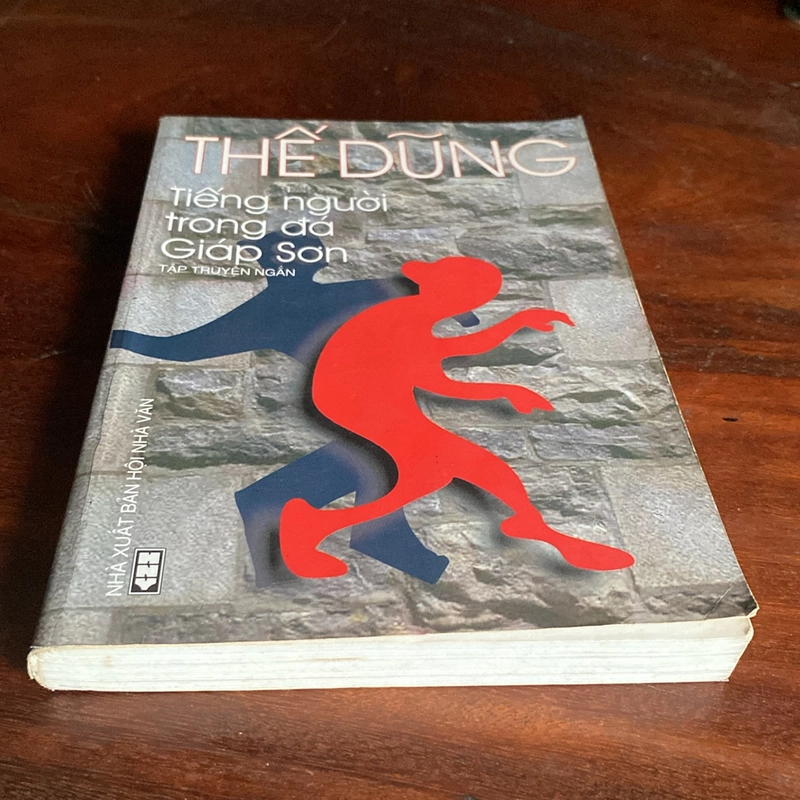 THẾ DŨNG
Tiếng người
trong đá
Giáp Sơn
TẬP TRUYỆN NGẮN
NHÀ XUẤT BẢN HỘI NHÀ VĂN